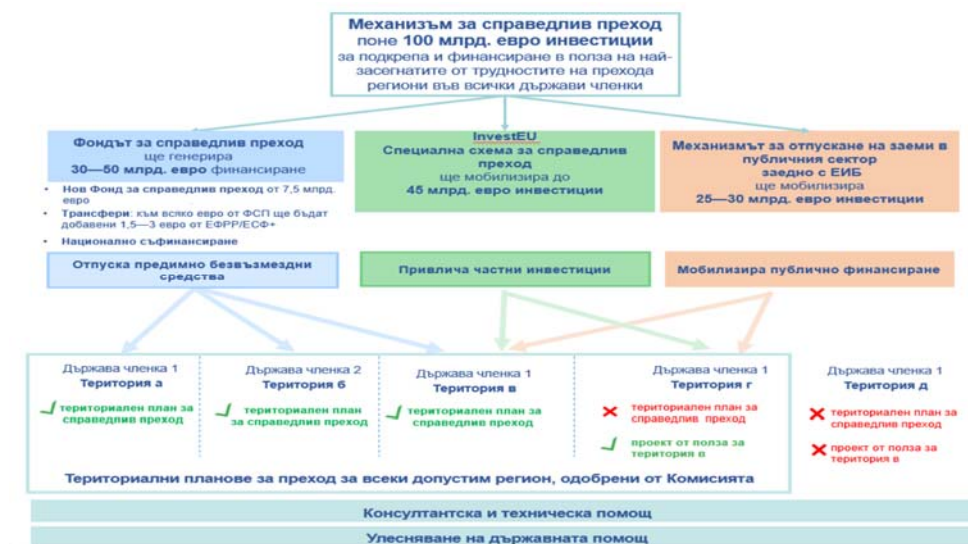 Механизъм за справедлив преход
поне 100 млрд. евро инвестиции
за подкрепа и финансиране в полза на най-
засегнатите от трудностите на прехода
региони във всички държави членки
Фондът за справедлив преход
ще генерира
30—50 млрд. евро финансиране
• Нов Фонд за справедлив преход от 7,5 млрд.
евро
• Трансфери: към всяко евро от ФСП ще бъдат
добавени 1,5—3 евро от ЕФРР/ЕСФ+
• Национално съфинансиране
InvestEU
Специална схема за справедлив
преход
ще мобилизира до
45 млрд. евро инвестиции
Механизмът за отпускане на заеми в
публичния сектор
заедно с ЕИБ
ще мобилизира
25—30 млрд. евро инвестиции
Отпуска предимно безвъзмездни
средства
Привлича частни инвестиции
Мобилизира публично финансиране
Държава членка 1
Територия а
териториален план за
справедлив преход
Държава членка 2
Територия б
териториален план
за справедлив преход
Държава членка 1
Територия в
териториален план за
справедлив преход
Държава членка 1
Територия г
териториален план за
справедлив преход
проект от полза за
територия в
Държава членка 1
Територия д
териториален план за
справедлив преход
проект от полза за
територия в
Териториални планове за преход за всеки допустим регион, одобрени от Комисията
Консултантска и техническа помощ
Улесняване на държавната помощ